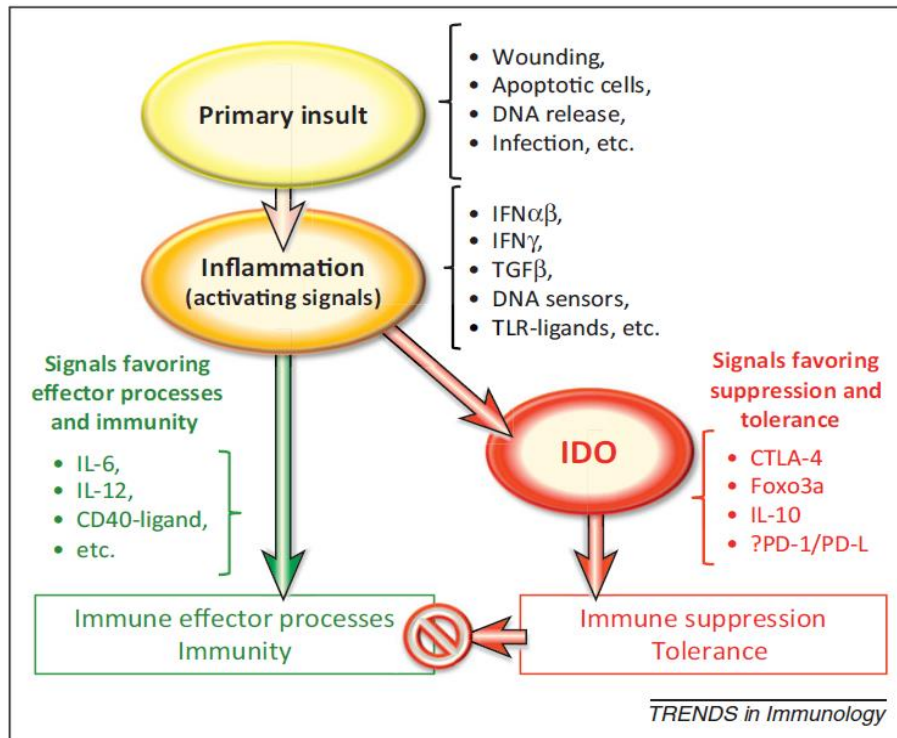 Primary insult
• Wounding,
• Apoptotic cells,
• DNA release,
• Infection, etc.
Inflammation
(activating signals)
• IFNαβ,
• IFNγ,
• TGFβ,
• DNA sensors,
• TLR-ligands, etc.
Signals favoring
effector processes
and immunity
• IL-6,
• IL-12,
• CD40-ligand,
• etc.
IDO
Signals favoring
suppression and
tolerance
• CTLA-4
• Foxo3a
• IL-10
• ?PD-1/PD-L
Immune effector processes
Immunity
Immune suppression
Tolerance
TRENDS in Immunology